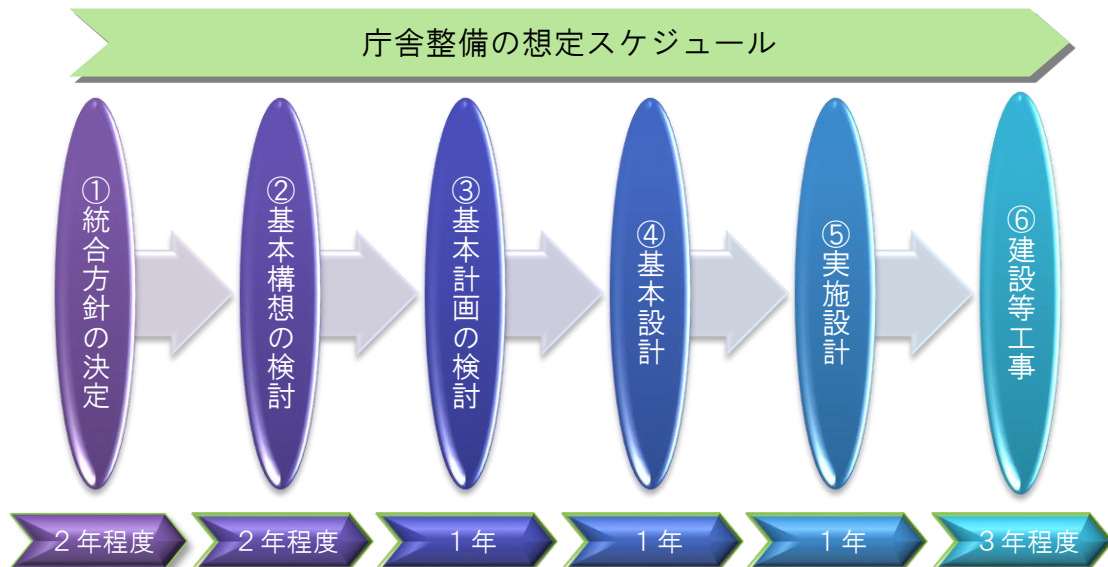 庁舎整備の想定スケジュール
①統合方針の決定
②基本構想の検討
③基本計画の検討
④基本設計
⑤実施設計
⑥建設等工事
２年程度
２年程度
１年
１年
１年
３年程度